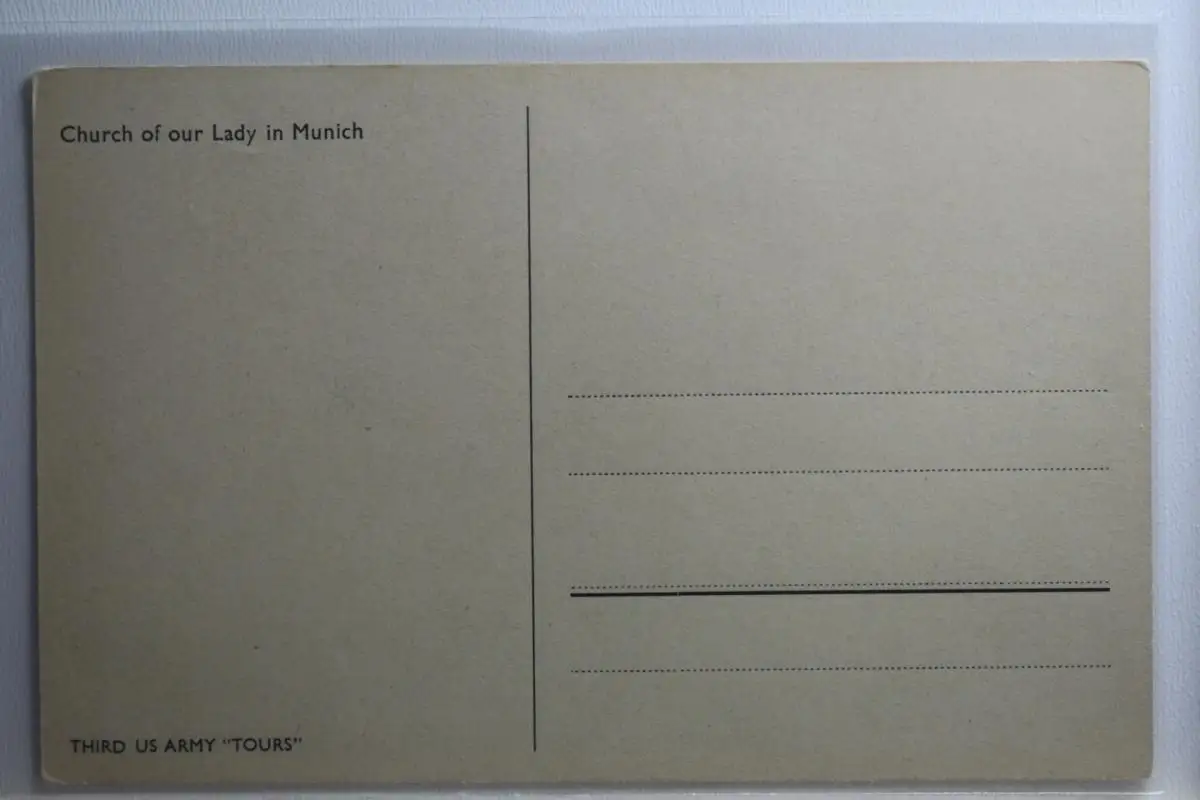 Church of our Lady in Munich
THIRD US ARMY "TOURS"